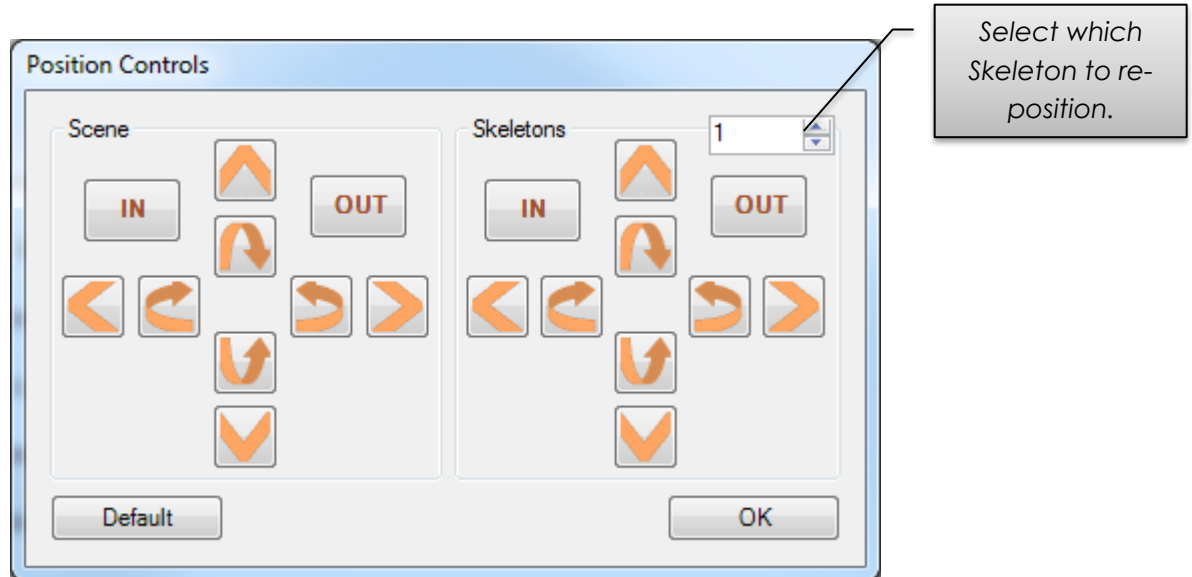 Select which
Skeleton to re-
position.
Position Controls
Scene
Skeletons
1
IN
OUT
IN
OUT
Default
OK